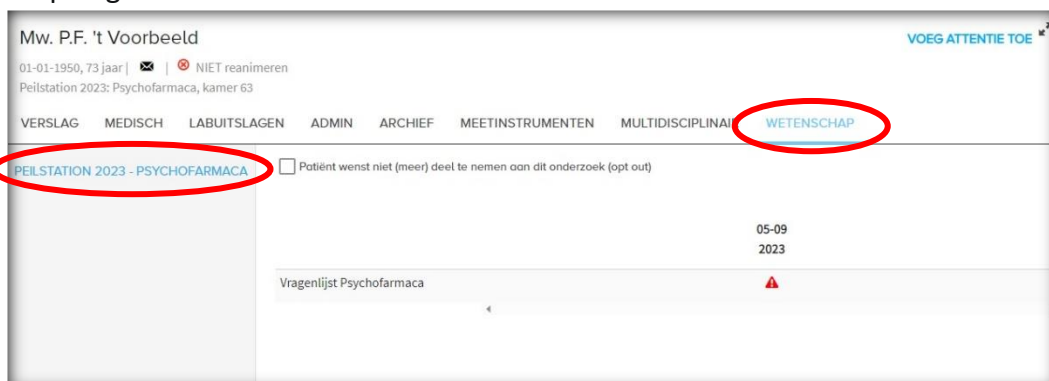 Mw. P.F. 't Voorbeeld
VOEG ATTENTIE TOE
01-01-1950, 73 jaar | | NIET reanimeren
Peilstation 2023: Psychofarmaca, kamer 63
VERSLAG MEDISCH LABUITSLAGEN ADMIN ARCHIEF MEETINSTRUMENTEN MULTIDISCIPLINAIR WETENSCHAP
PEILSTATION 2023 - PSYCHOFARMACA
Patiënt wenst niet (meer) deel te nemen aan dit onderzoek (opt out)
05-09
2023
Vragenlijst Psychofarmaca